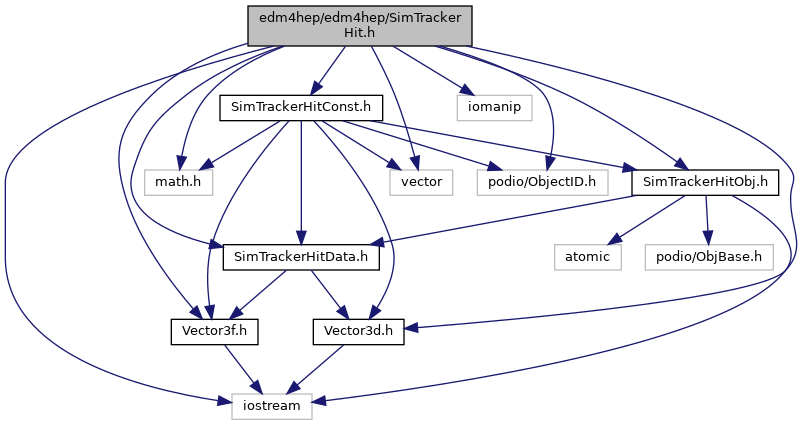 edm4hep/edm4hep/SimTracker
Hit.h
SimTrackerHitConst.h
iomanip
math.h
vector
podio/ObjectID.h
SimTrackerHitObj.h
SimTrackerHitData.h
atomic
podio/ObjBase.h
Vector3f.h
Vector3d.h
iostream